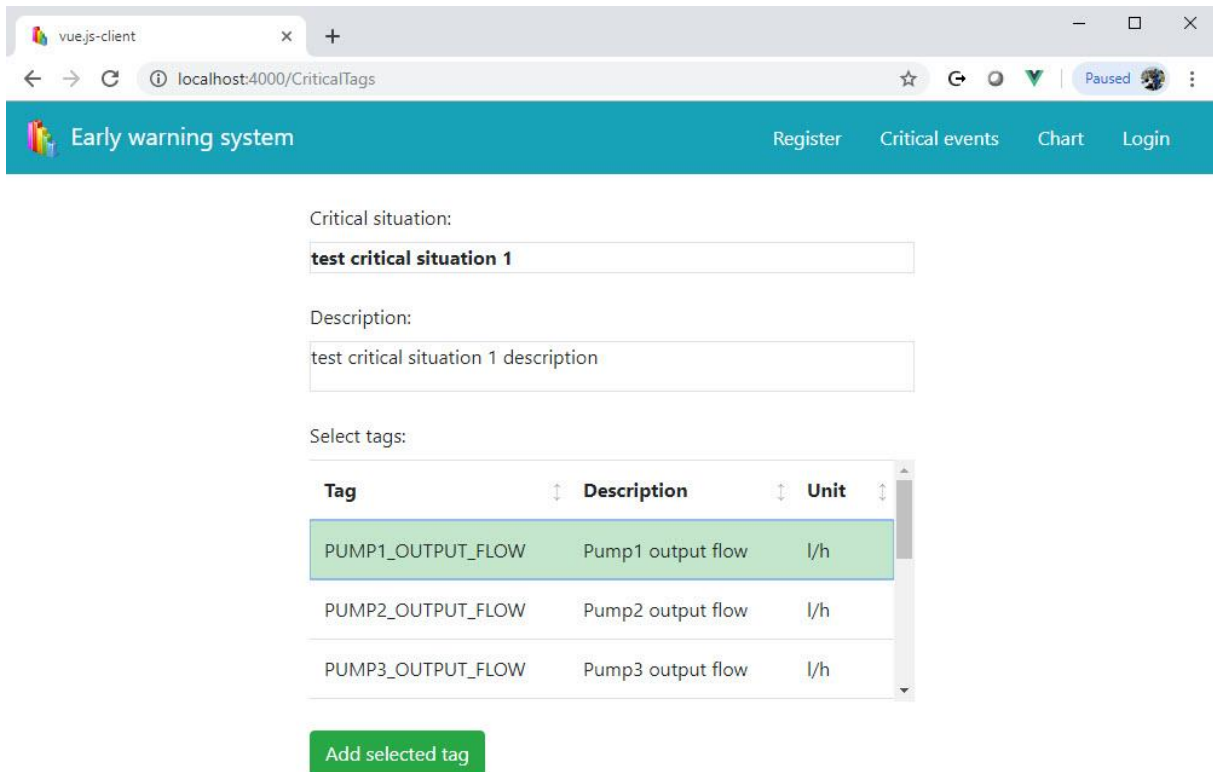 vue.js-client
localhost:4000/CriticalTags
Paused
Early warning system Register Critical events Chart Login
Critical situation:
test critical situation 1
Description:
test critical situation 1 description
Select tags:
Tag Description Unit
PUMP1_OUTPUT_FLOW Pump1 output flow l/h
PUMP2_OUTPUT_FLOW Pump2 output flow l/h
PUMP3_OUTPUT_FLOW Pump3 output flow l/h
Add selected tag